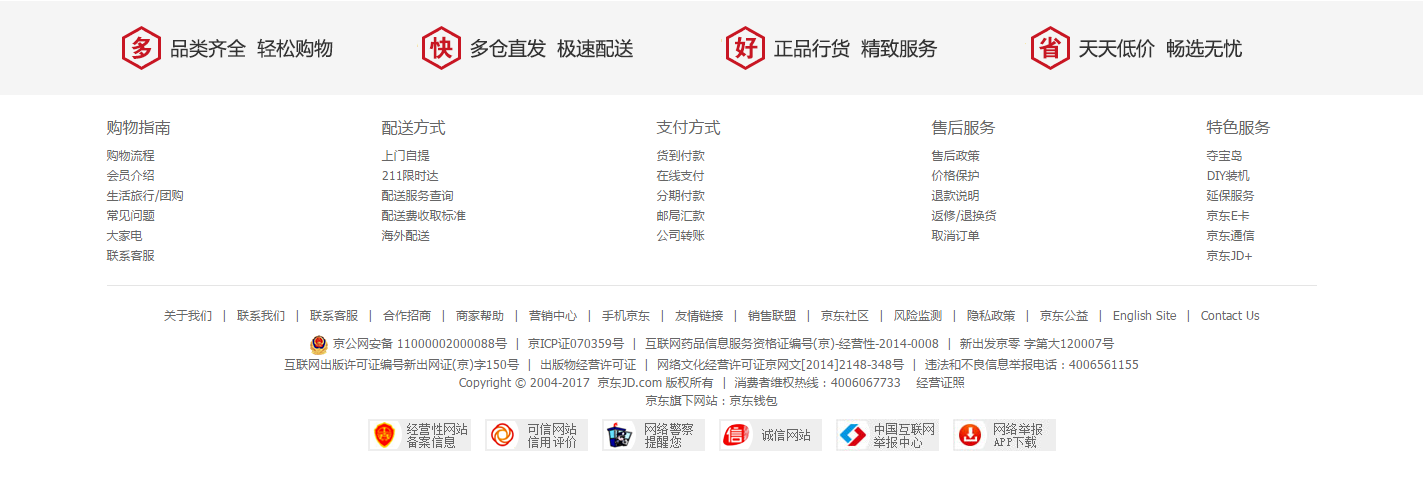 多 品类齐全 轻松购物 快 多仓直发 极速配送 好 正品行货 精致服务 省 天天低价 畅选无忧
购物指南 配送方式 支付方式 售后服务 特色服务
购物流程 上门自提 货到付款 售后政策 夺宝岛
会员介绍 211限时达 在线支付 价格保护 DIY装机
生活旅行/团购 配送服务查询 分期付款 退款说明 延保服务
常见问题 配送费收取标准 邮局汇款 返修/退换货 京东E卡
大家电 海外配送 公司转账 取消订单 京东通信
联系客服 京东JD+
关于我们 | 联系我们 | 联系客服 | 合作招商 | 商家帮助 | 营销中心 | 手机京东 | 友情链接 | 销售联盟 | 京东社区 | 风险监测 | 隐私政策 | 京东公益 | English Site | Contact Us
京公网安备 11000002000088号 | 京ICP证070359号 | 互联网药品信息服务资格证编号(京)-经营性-2014-0008 | 新出发京零 字第大120007号
互联网出版许可证编号新出网证(京)字150号 | 出版物经营许可证 | 网络文化经营许可证京网文[2014]2148-348号 | 违法和不良信息举报电话：4006561155
Copyright © 2004-2017 京东JD.com 版权所有 | 消费者维权热线：4006067733 经营证照
京东旗下网站：京东钱包
经营性网站 可信网站 网络警察 诚信网站 中国互联网 网络举报
备案信息 信用评价 提醒您 举报中心 APP下载